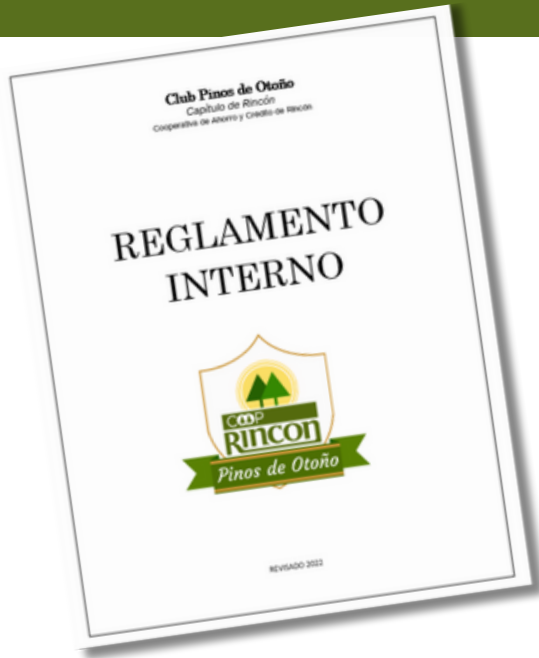 Club Pinos de Otoño
Capítulo de Rincón
Cooperativa de Ahorro y Crédito de Rincón
REGLAMENTO
INTERNO
COOP
RINCON
Pinos de Otoño
REVISADO 2022